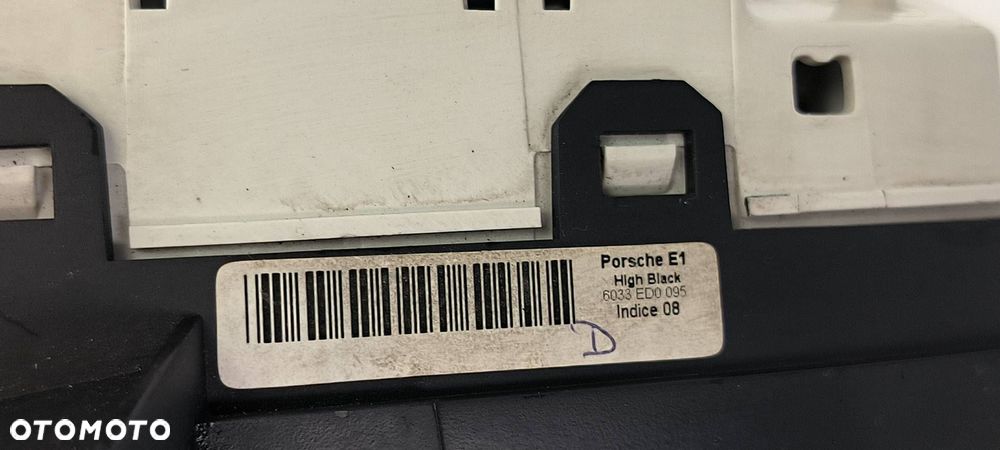 Porsche E1
High Black
6033 ED0 095
Indice 08
D
OTOMOTO